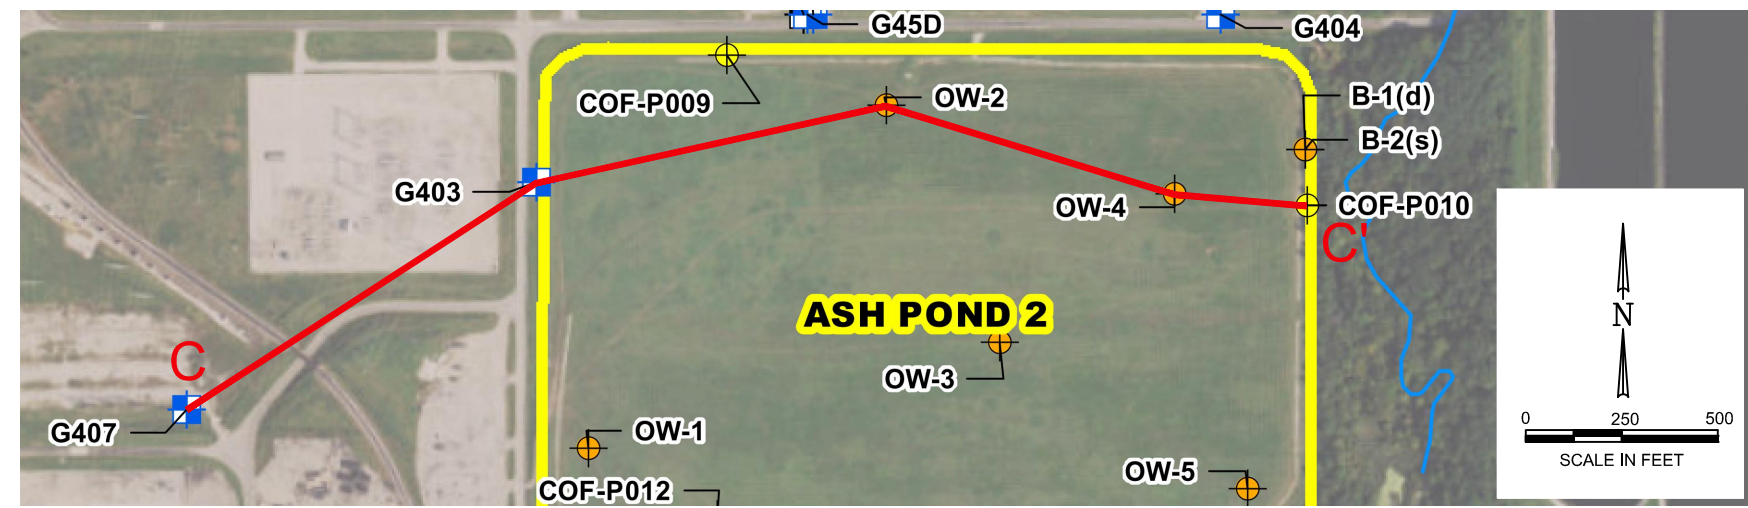 G45D
G404
COF-P009
OW-2
B-1(d)
B-2(s)
G403
OW-4
COF-P010
C'
ASH POND 2
N
C
OW-3
0 250 500
SCALE IN FEET
G407
OW-1
OW-5
COF-P012